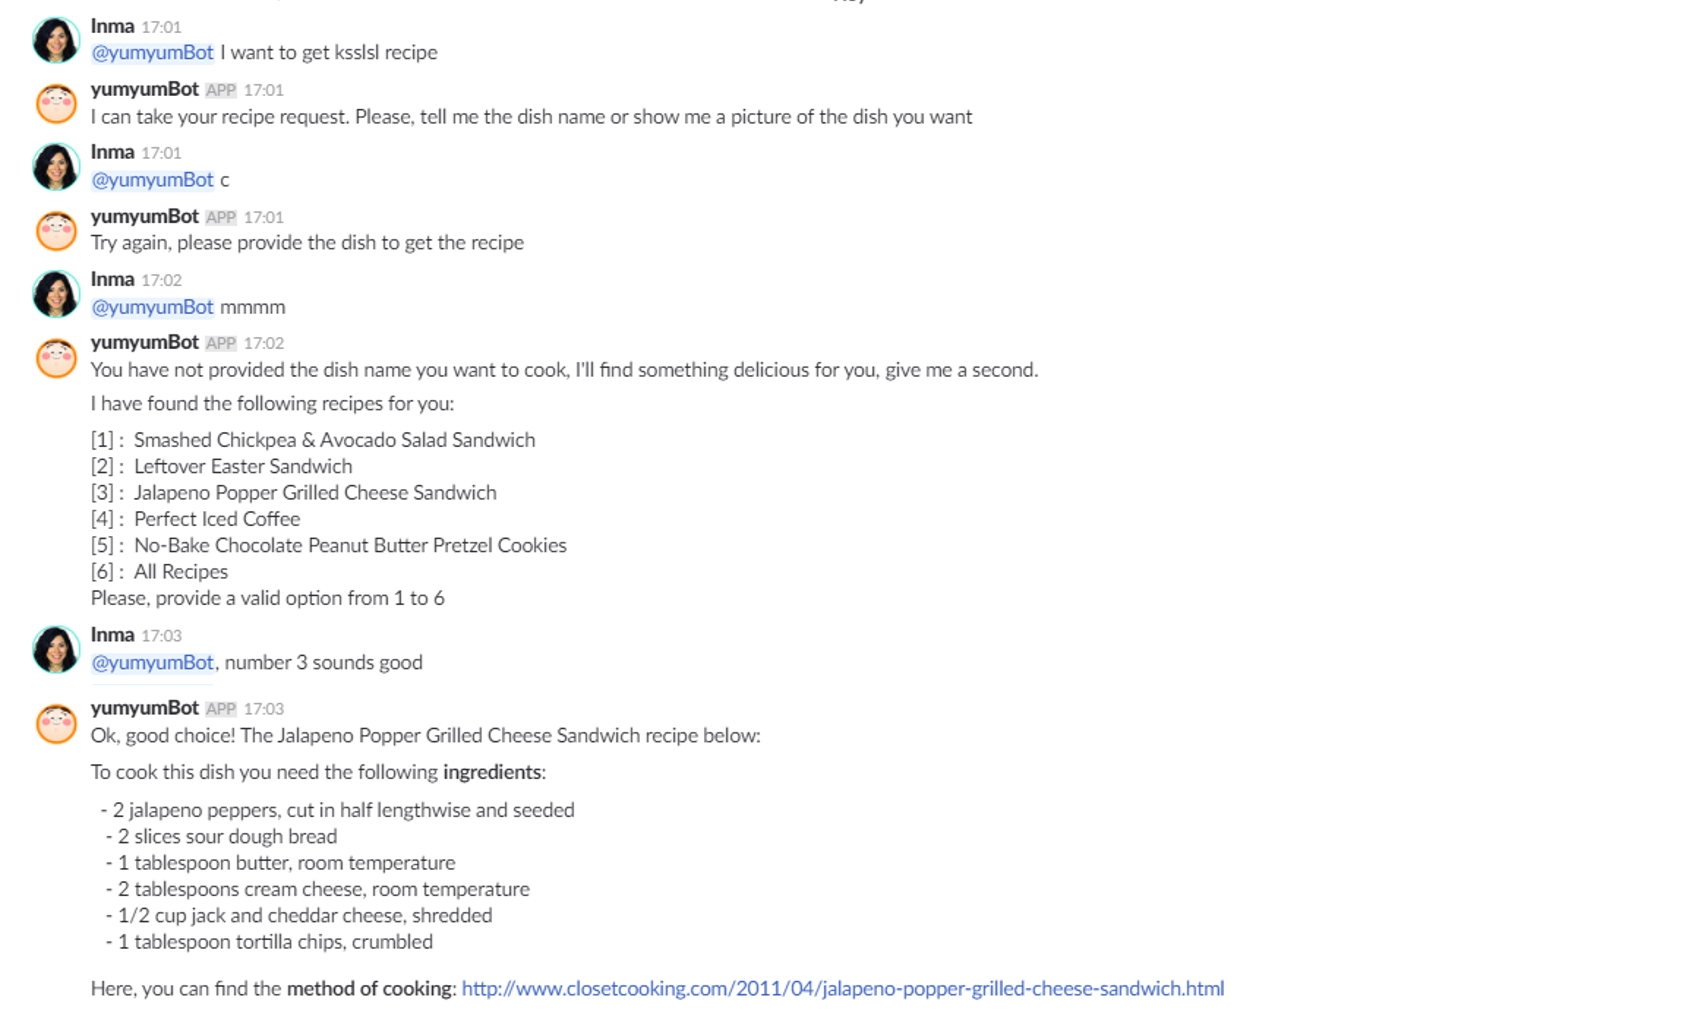 Inma 17:01
@yumyumBot I want to get ksslsl recipe
yumyumBot APP 17:01
I can take your recipe request. Please, tell me the dish name or show me a picture of the dish you want
Inma 17:01
@yumyumBot c
yumyumBot APP 17:01
Try again, please provide the dish to get the recipe
Inma 17:02
@yumyumBot mmmm
yumyumBot APP 17:02
You have not provided the dish name you want to cook, I'll find something delicious for you, give me a second.
I have found the following recipes for you:
[1] : Smashed Chickpea & Avocado Salad Sandwich
[2] : Leftover Easter Sandwich
[3] : Jalapeno Popper Grilled Cheese Sandwich
[4] : Perfect Iced Coffee
[5] : No-Bake Chocolate Peanut Butter Pretzel Cookies
[6] : All Recipes
Please, provide a valid option from 1 to 6
Inma 17:03
@yumyumBot, number 3 sounds good
yumyumBot APP 17:03
Ok, good choice! The Jalapeno Popper Grilled Cheese Sandwich recipe below:
To cook this dish you need the following ingredients:
- 2 jalapeno peppers, cut in half lengthwise and seeded
- 2 slices sour dough bread
- 1 tablespoon butter, room temperature
- 2 tablespoons cream cheese, room temperature
- 1/2 cup jack and cheddar cheese, shredded
- 1 tablespoon tortilla chips, crumbled
Here, you can find the method of cooking: http://www.closetcooking.com/2011/04/jalapeno-popper-grilled-cheese-sandwich.html